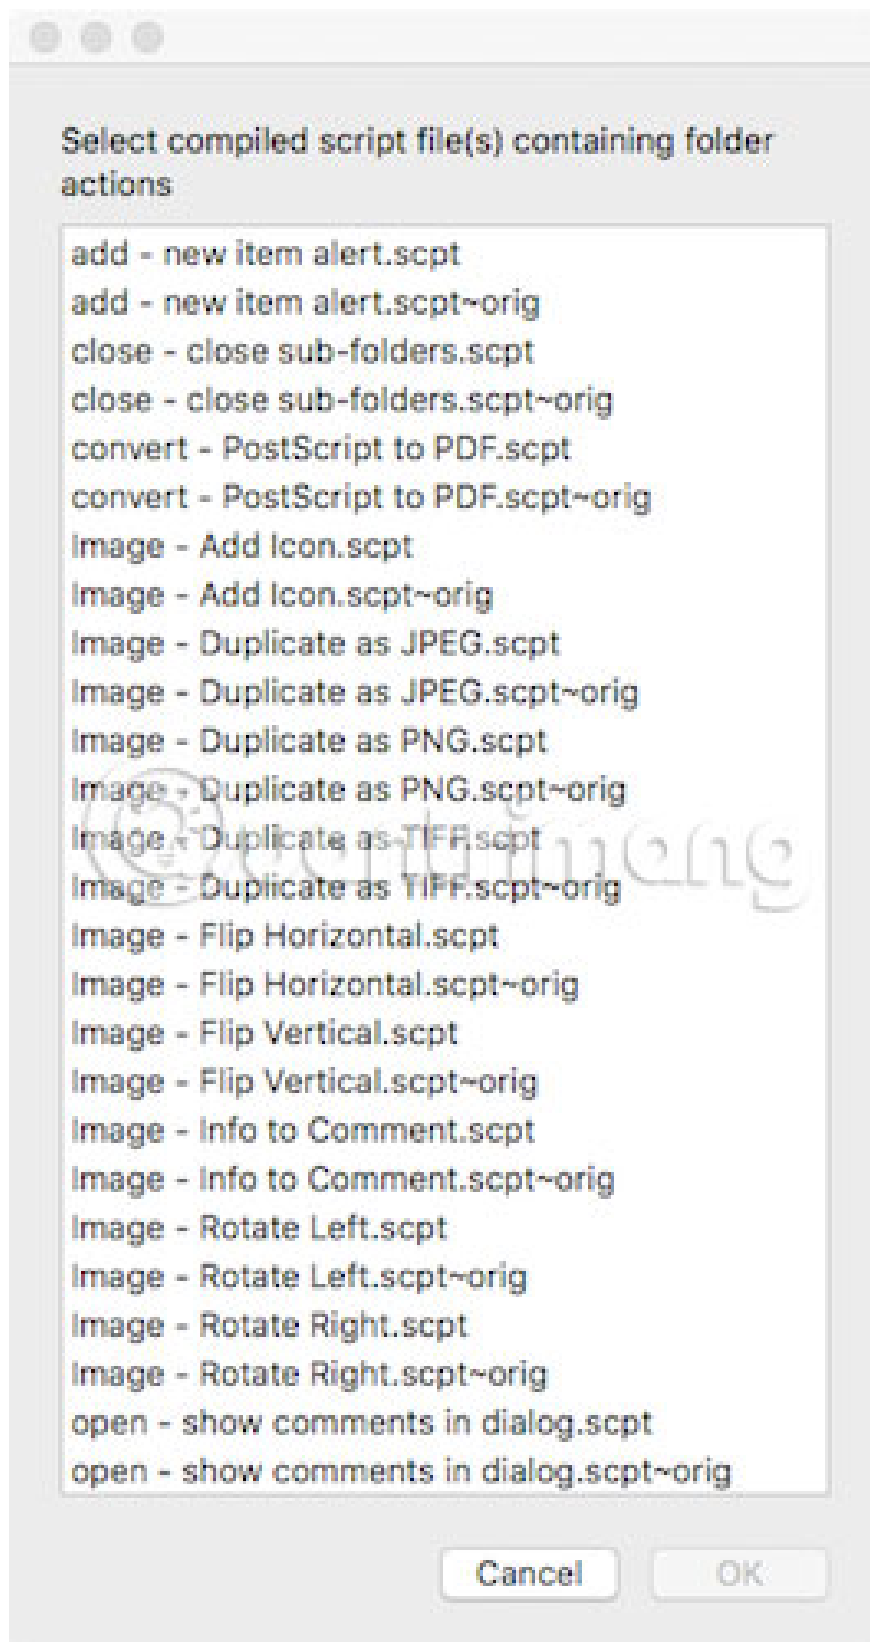 Select compiled script file(s) containing folder
actions
add - new item alert.scpt
add - new item alert.scpt~orig
close - close sub-folders.scpt
close - close sub-folders.scpt~orig
convert - PostScript to PDF.scpt
convert - PostScript to PDF.scpt~orig
Image - Add Icon.scpt
Image - Add Icon.scpt~orig
Image - Duplicate as JPEG.scpt
Image - Duplicate as JPEG.scpt~orig
Image - Duplicate as PNG.scpt
Image - Duplicate as PNG.scpt~orig
Image - Duplicate as TIFF.scpt
Image - Duplicate as TIFF.scpt~orig
Image - Flip Horizontal.scpt
Image - Flip Horizontal.scpt~orig
Image - Flip Vertical.scpt
Image - Flip Vertical.scpt~orig
Image - Info to Comment.scpt
Image - Info to Comment.scpt~orig
Image - Rotate Left.scpt
Image - Rotate Left.scpt~orig
Image - Rotate Right.scpt
Image - Rotate Right.scpt~orig
open - show comments in dialog.scpt
open - show comments in dialog.scpt~orig
Cancel OK